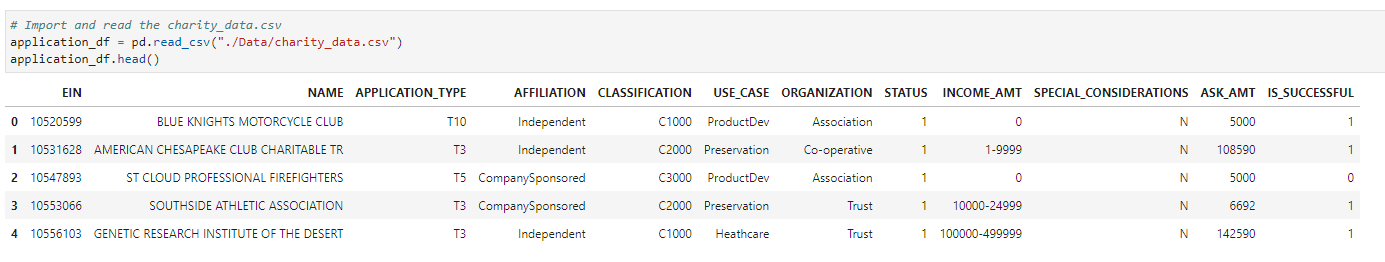 # Import and read the charity_data.csv
application_df = pd.read_csv("./Data/charity_data.csv")
application_df.head()
EIN NAME APPLICATION_TYPE AFFILIATION CLASSIFICATION USE_CASE ORGANIZATION STATUS INCOME_AMT SPECIAL_CONSIDERATIONS ASK_AMT IS_SUCCESSFUL
0 10520599 BLUE KNIGHTS MOTORCYCLE CLUB T10 Independent C1000 ProductDev Association 1 0 N 5000 1
1 10531628 AMERICAN CHESAPEAKE CLUB CHARITABLE TR T3 Independent C2000 Preservation Co-operative 1 1-9999 N 108590 1
2 10547893 ST CLOUD PROFESSIONAL FIREFIGHTERS T5 CompanySponsored C3000 ProductDev Association 1 0 N 5000 0
3 10553066 SOUTHSIDE ATHLETIC ASSOCIATION T3 CompanySponsored C2000 Preservation Trust 1 10000-24999 N 6692 1
4 10556103 GENETIC RESEARCH INSTITUTE OF THE DESERT T3 Independent C1000 Heathcare Trust 1 100000-499999 N 142590 1